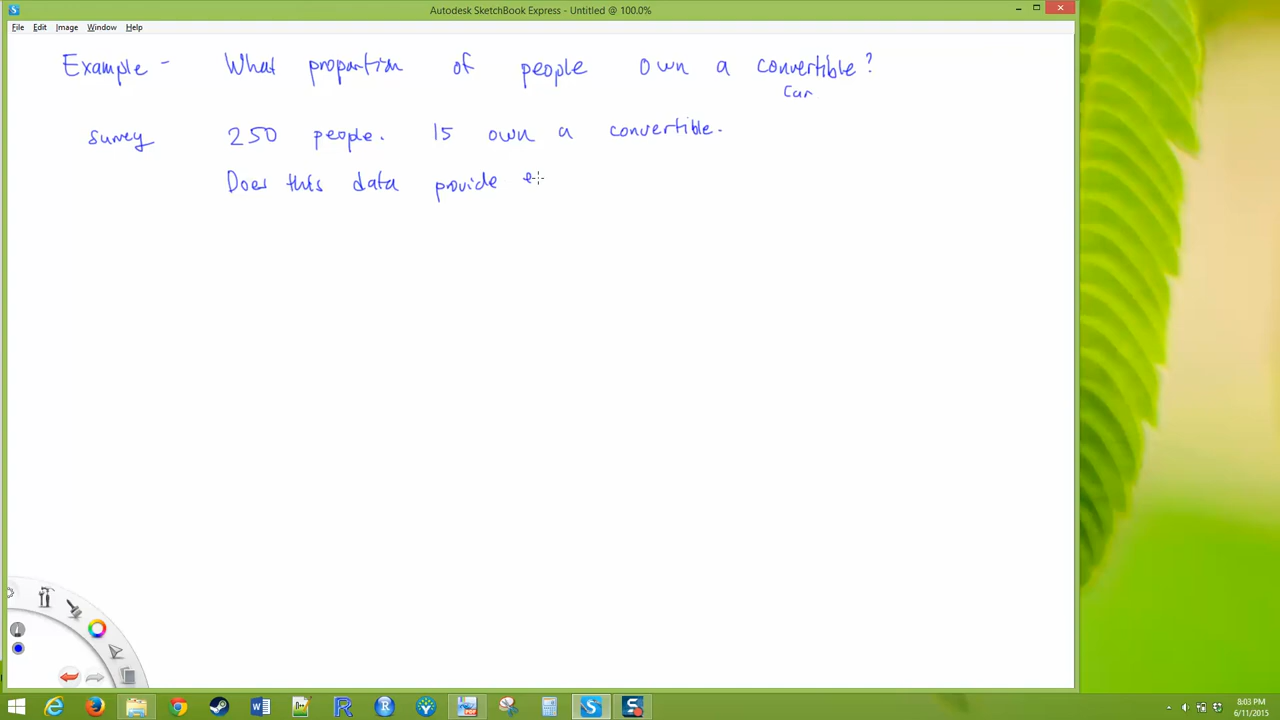 Autodesk SketchBook Express - Untitled @ 100.0%
File Edit Image Window Help
Example - What proportion of people own a convertible?
Car
survey 250 people. 15 own a convertible.
Does this data provide e
8:03 PM
6/11/2015